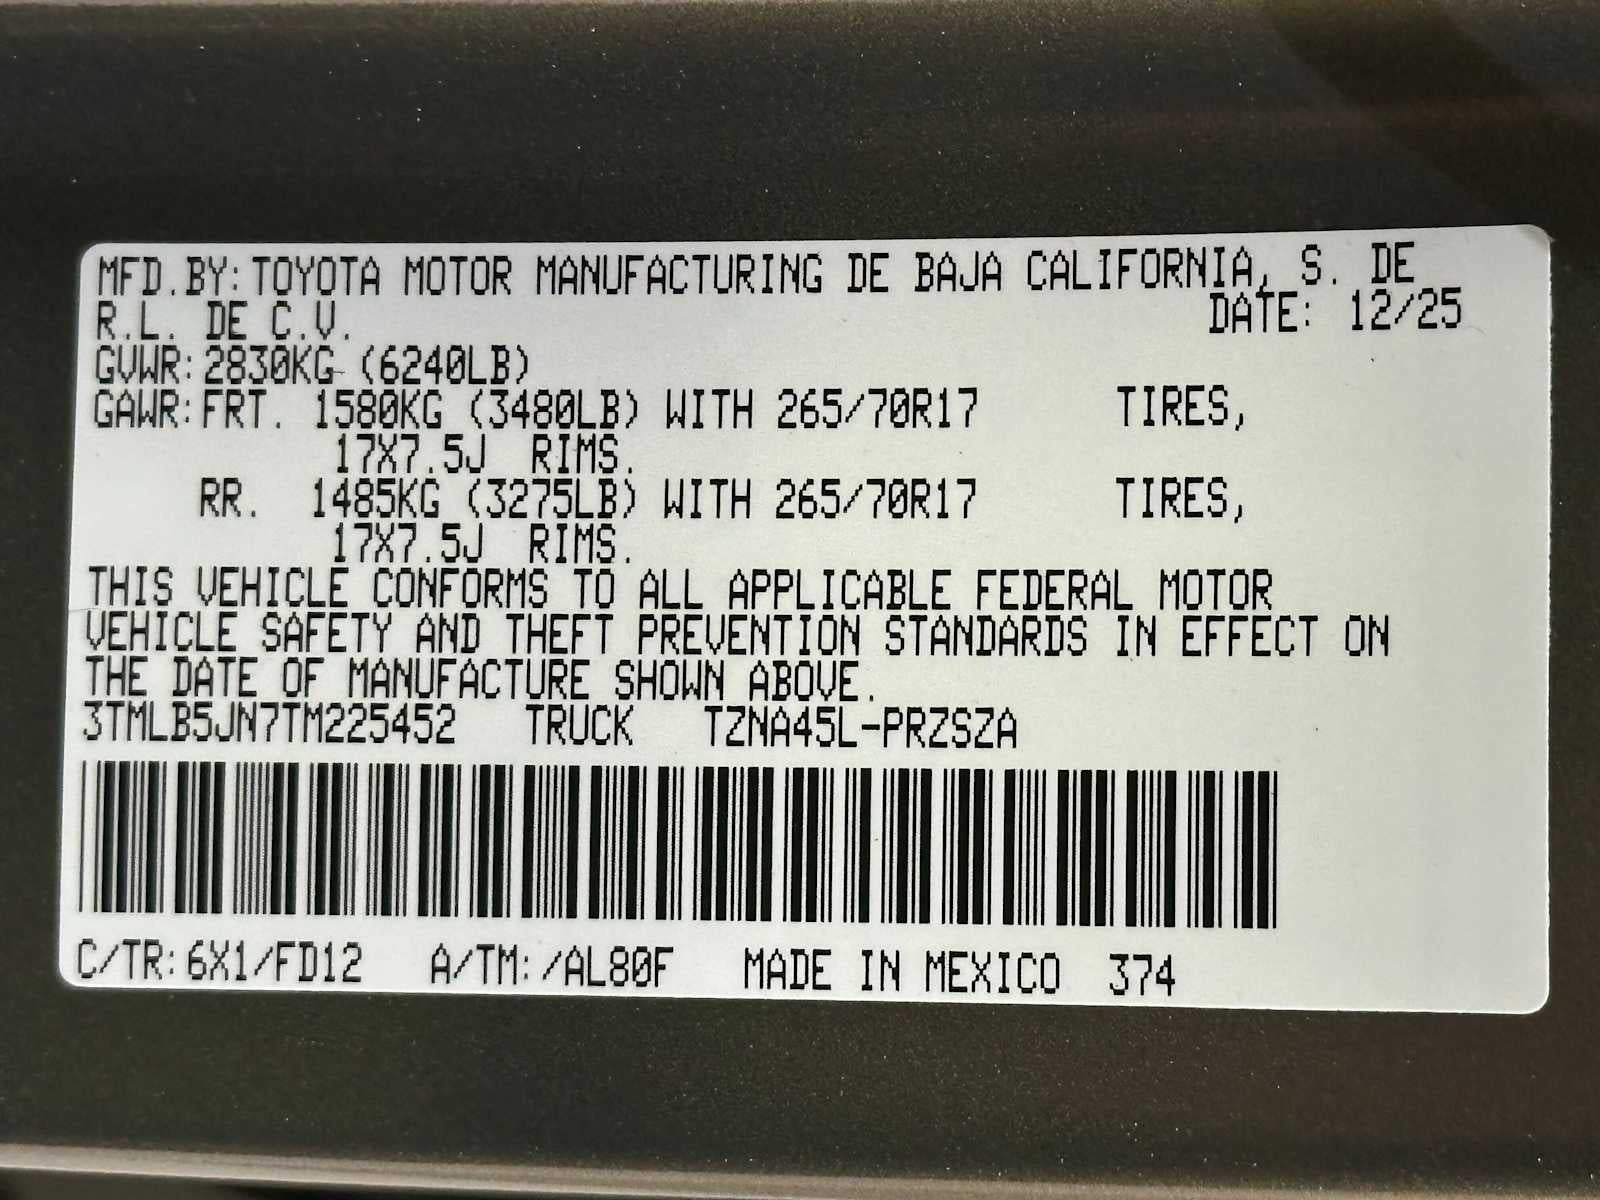 MFD.BY:TOYOTA MOTOR MANUFACTURING DE BAJA CALIFORNIA, S. DE
R.L. DE C.V. DATE: 12/25
GVWR:2830KG (6240LB)
GAWR:FRT. 1580KG (3480LB) WITH 265/70R17 TIRES,
17X7.5J RIMS.
RR. 1485KG (3275LB) WITH 265/70R17 TIRES,
17X7.5J RIMS.
THIS VEHICLE CONFORMS TO ALL APPLICABLE FEDERAL MOTOR
VEHICLE SAFETY AND THEFT PREVENTION STANDARDS IN EFFECT ON
THE DATE OF MANUFACTURE SHOWN ABOVE.
3TMLB5JN7TM225452 TRUCK TZNA45L-PRZSZA
C/TR:6X1/FD12 A/TM:/AL80F MADE IN MEXICO 374